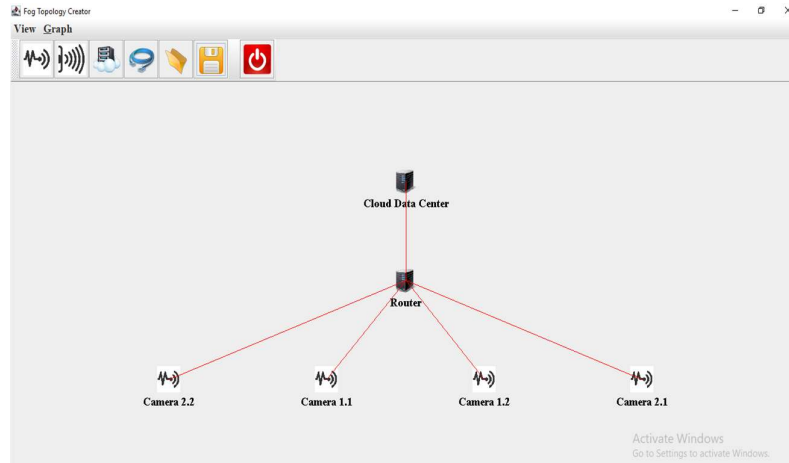 Fog Topology Creator
View Graph
Cloud Data Center
Router
Camera 2.2
Camera 1.1
Camera 1.2
Camera 2.1
Activate Windows
Go to Settings to activate Windows.